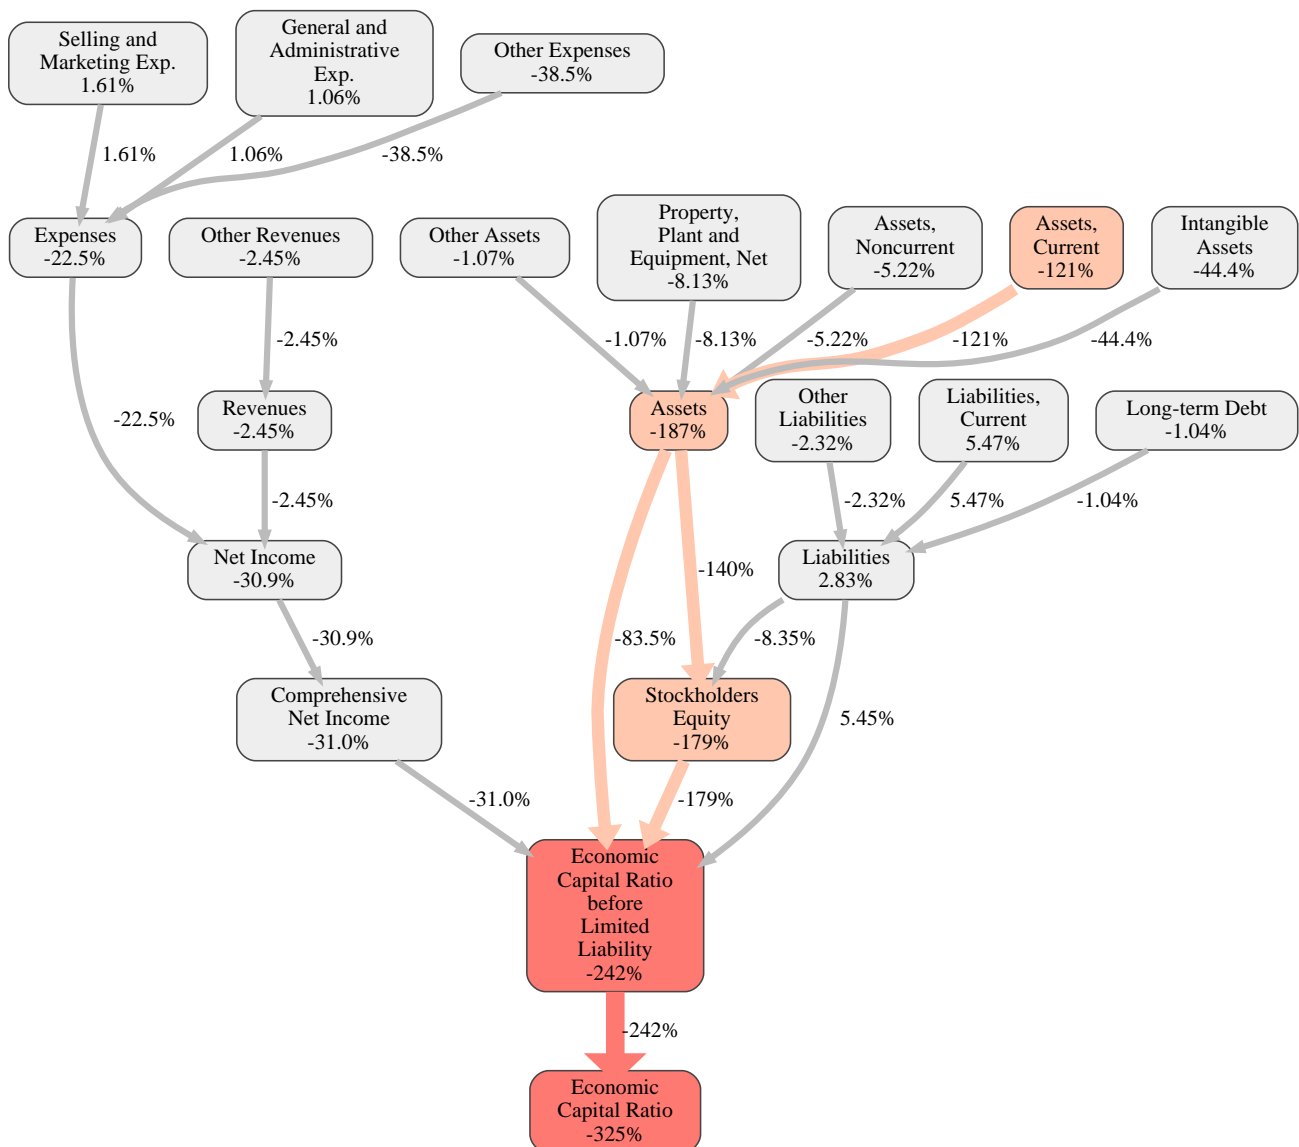 Selling and
Marketing Exp.
1.61%
General and
Administrative
Exp.
1.06%
Other Expenses
-38.5%
1.61%
1.06%
-38.5%
Expenses
-22.5%
Other Revenues
-2.45%
Other Assets
-1.07%
Property,
Plant and
Equipment, Net
-8.13%
Assets,
Noncurrent
-5.22%
Assets,
Current
-121%
Intangible
Assets
-44.4%
-2.45%
-1.07%
-8.13%
-5.22%
-121%
-44.4%
-22.5%
Revenues
-2.45%
Assets
-187%
Other
Liabilities
-2.32%
Liabilities,
Current
5.47%
Long-term Debt
-1.04%
-2.45%
-2.32%
5.47%
-1.04%
Net Income
-30.9%
-140%
Liabilities
2.83%
-30.9%
-83.5%
-8.35%
Comprehensive
Net Income
-31.0%
Stockholders
Equity
-179%
5.45%
-31.0%
-179%
Economic
Capital Ratio
before
Limited
Liability
-242%
-242%
Economic
Capital Ratio
-325%